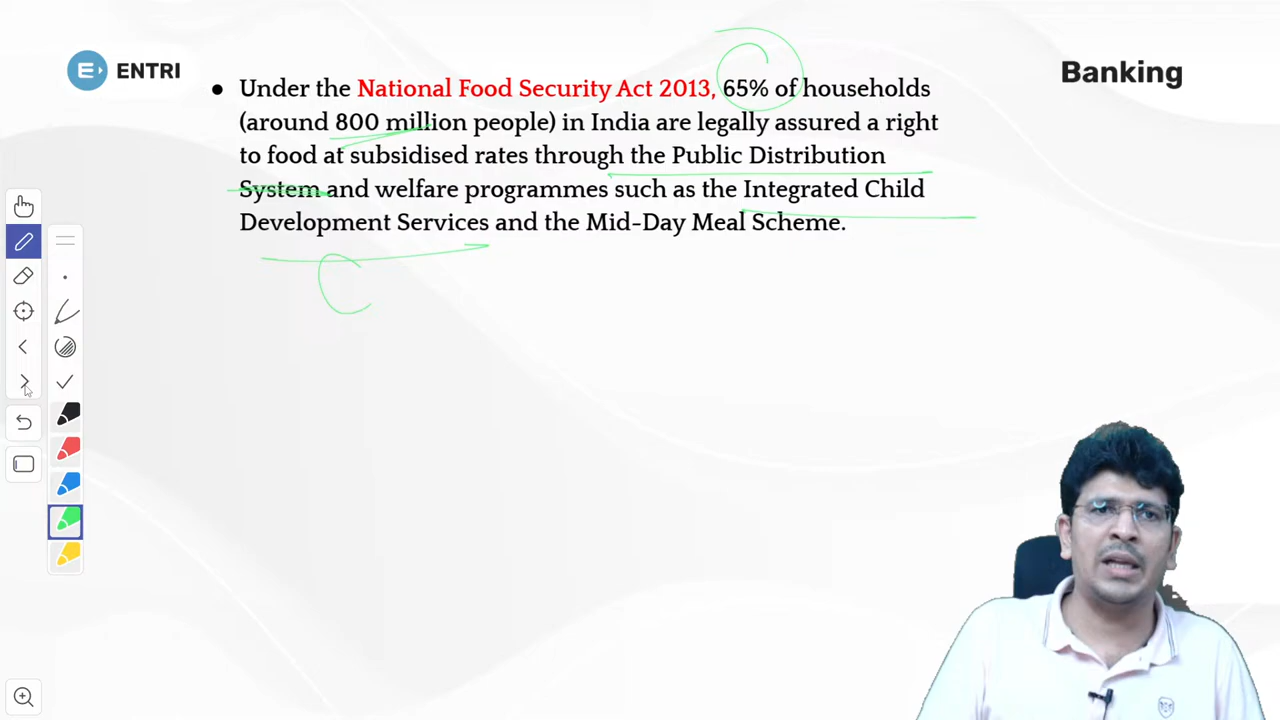 ENTRI
Banking
Under the National Food Security Act 2013, 65% of households
(around 800 million people) in India are legally assured a right
to food at subsidised rates through the Public Distribution
System and welfare programmes such as the Integrated Child
Development Services and the Mid-Day Meal Scheme.